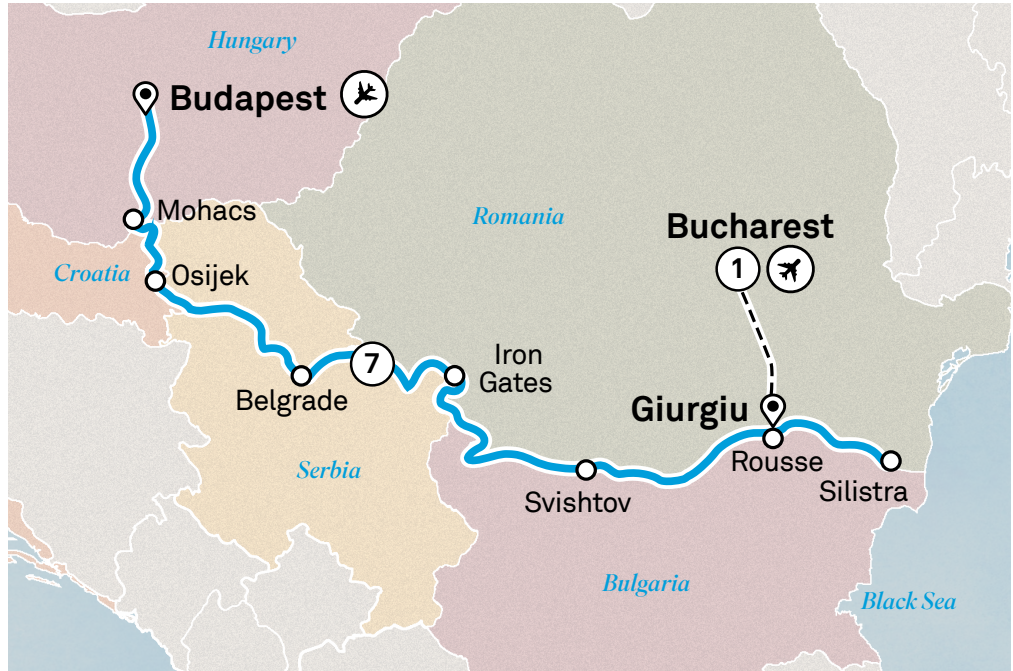 Hungary
Budapest
Mohacs
Romania
Bucharest
1
Croatia
Osijek
7
Iron
Gates
Belgrade
Giurgiu
Rousse
Serbia
Svishtov
Silistra
Bulgaria
Black Sea